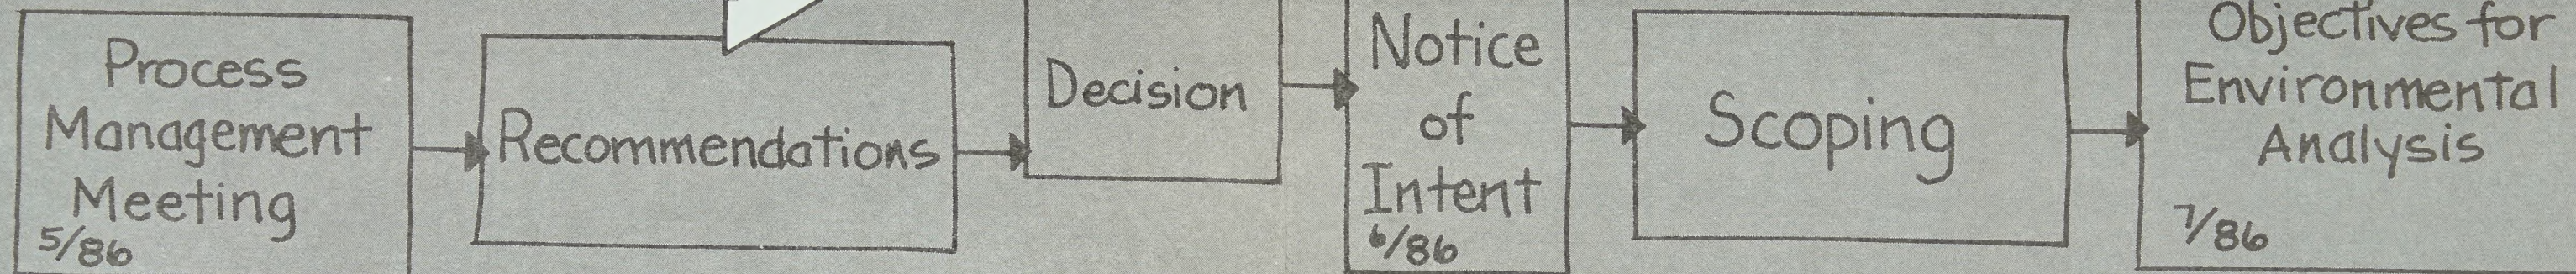 Process
Management
Meeting
5/86
Recommendations
Decision
Notice
of
Intent
6/86
Scoping
Objectives for
Environmental
Analysis
7/86